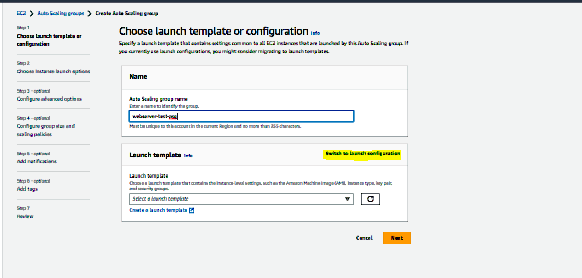 EC2 > Auto Scaling groups > Create Auto Scaling group
Step 1
Choose launch template or configuration
Step 2
Choose instance launch options
Step 3 - optional
Configure advanced options
Step 4 - optional
Configure group size and scaling policies
Step 5 - optional
Add notifications
Step 6 - optional
Add tags
Step 7
Review
Choose launch template or configuration Info
Specify a launch template that contains settings common to all EC2 instances that are launched by this Auto Scaling group. If
you currently use launch configurations, you might consider migrating to launch templates.
Name
Auto Scaling group name
Enter a name to identify the group.
webserver-test-asg
Must be unique to this account in the current Region and no more than 255 characters.
Launch template Info
Switch to launch configuration
Launch template
Choose a launch template that contains the instance-level settings, such as the Amazon Machine Image (AMI), instance type, key pair,
and security groups.
Select a launch template
Create a launch template
Cancel
Next